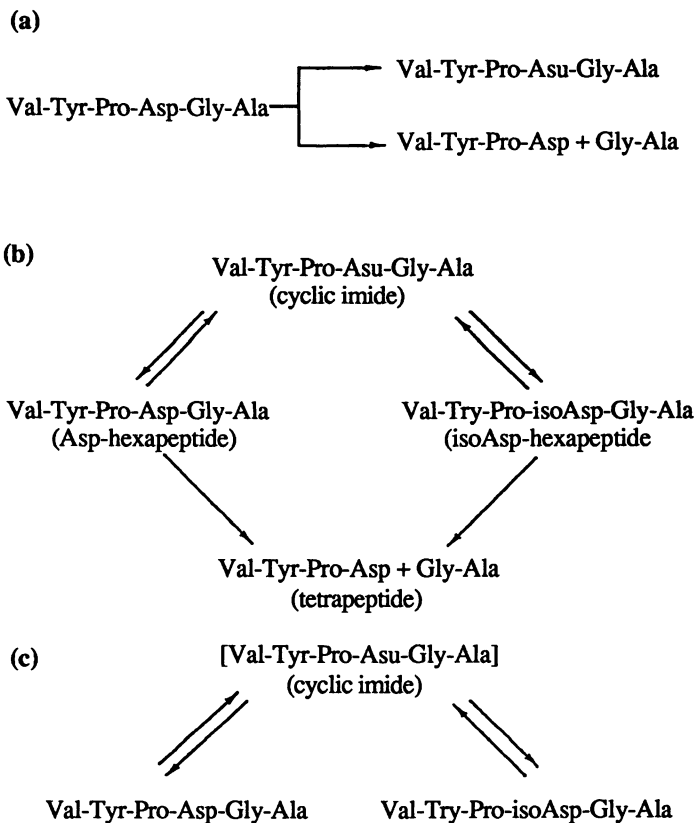 (a)
Val-Tyr-Pro-Asu-Gly-Ala
Val-Tyr-Pro-Asp-Gly-Ala
Val-Tyr-Pro-Asp + Gly-Ala
(b)
Val-Tyr-Pro-Asu-Gly-Ala
(cyclic imide)
Val-Tyr-Pro-Asp-Gly-Ala Val-Try-Pro-isoAsp-Gly-Ala
(Asp-hexapeptide) (isoAsp-hexapeptide
Val-Tyr-Pro-Asp + Gly-Ala
(tetrapeptide)
(c) [Val-Tyr-Pro-Asu-Gly-Ala]
(cyclic imide)
Val-Tyr-Pro-Asp-Gly-Ala Val-Try-Pro-isoAsp-Gly-Ala